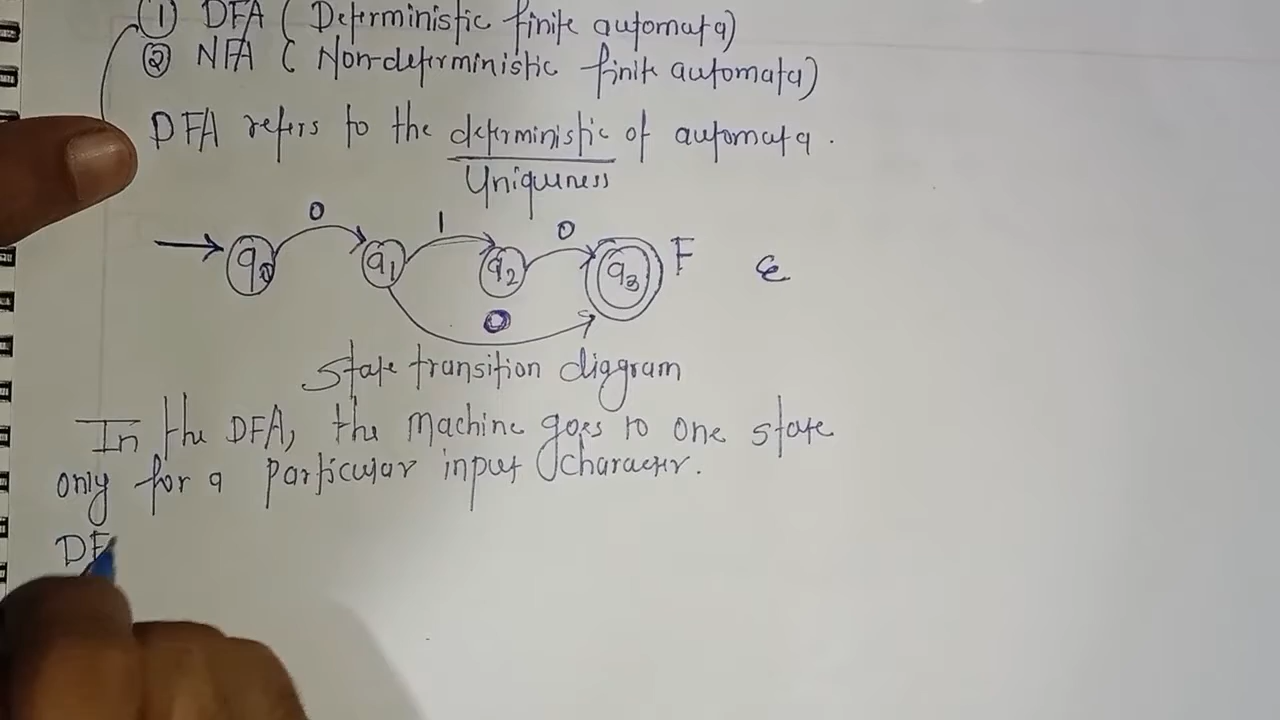 ① DFA ( Deterministic finite automata)
② NFA ( Non-deterministic finite automata)
DFA refers to the deterministic of automata.
Uniqueness
0 1 0
q0 q1 q2 q3 F ε
0
State transition diagram
In the DFA, the machine goes to one state
only for a particular input character.
DF